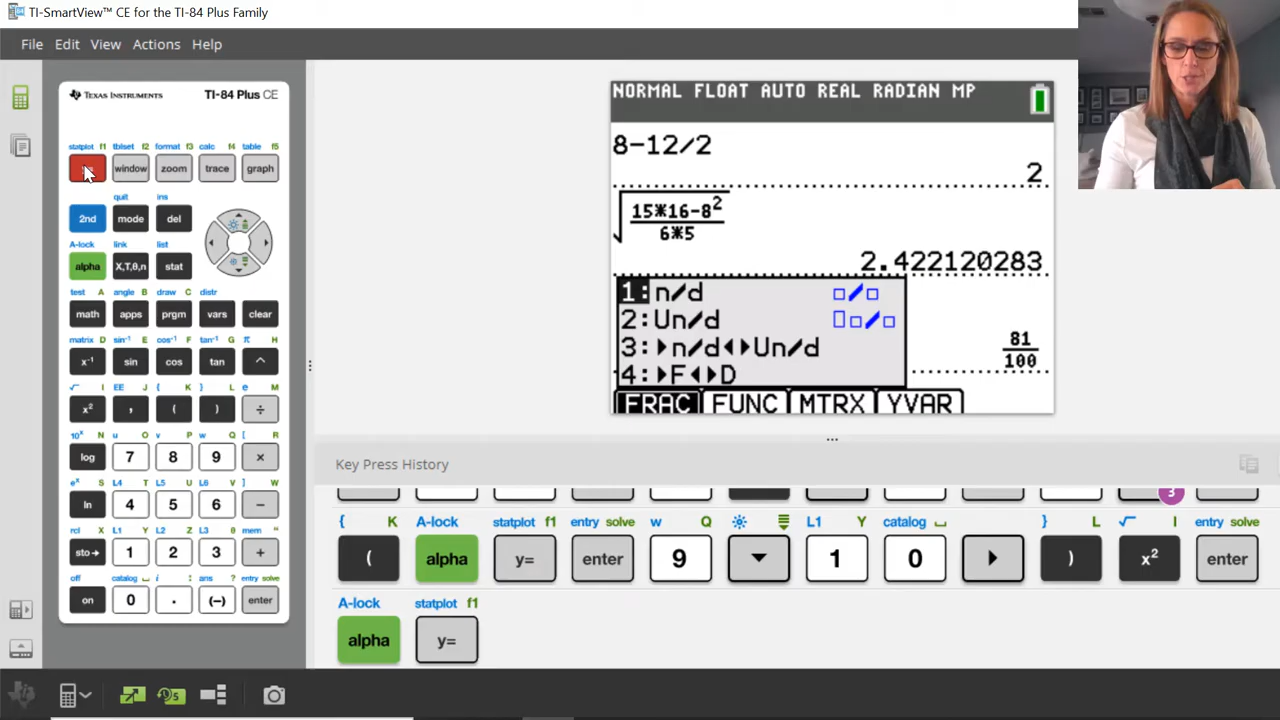 TI-SmartView™ CE for the TI-84 Plus Family
File Edit View Actions Help
TEXAS INSTRUMENTS TI-84 Plus CE
statplot f1 tblset f2 format f3 calc f4 table f5
window zoom trace graph
quit ins
2nd mode del
A-lock link list
alpha X,T,θ,n stat
test A angle B draw C distr
math apps prgm vars clear
matrix D sin⁻¹ E cos⁻¹ F tan⁻¹ G π H
x⁻¹ sin cos tan ^
√ I EE J { K } L e M
x² , ( ) ÷
10ˣ N u O v P w Q [ R
log 7 8 9 ×
eˣ S L4 T L5 U L6 V ] W
ln 4 5 6 −
rcl X L1 Y L2 Z L3 θ mem "
sto→ 1 2 3 +
off catalog ⎵ i : ans ? entry solve
on 0 . (−) enter
NORMAL FLOAT AUTO REAL RADIAN MP
8−12/2
2
√(15*16−8²
6*5
2.422120283
1:n/d □/□
2:Un/d □□/□
3:▶n/d◀▶Un/d
4:▶F◀▶D
81
100
FRAC FUNC MTRX YVAR
Key Press History
3
{ K A-lock statplot f1 entry solve w Q L1 Y catalog ⎵ } L √ I entry solve
( alpha y= enter 9 1 0 ) x² enter
A-lock statplot f1
alpha y=
5